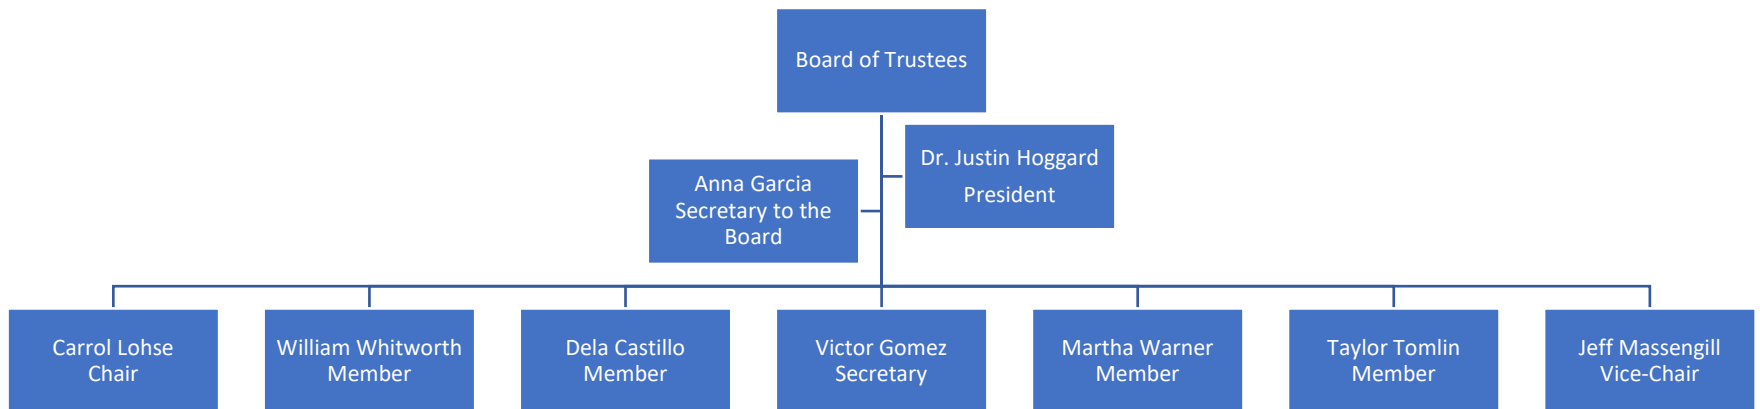 Board of Trustees
Dr. Justin Hoggard
President
Anna Garcia
Secretary to the
Board
Carrol Lohse
Chair
William Whitworth
Member
Dela Castillo
Member
Victor Gomez
Secretary
Martha Warner
Member
Taylor Tomlin
Member
Jeff Massengill
Vice-Chair